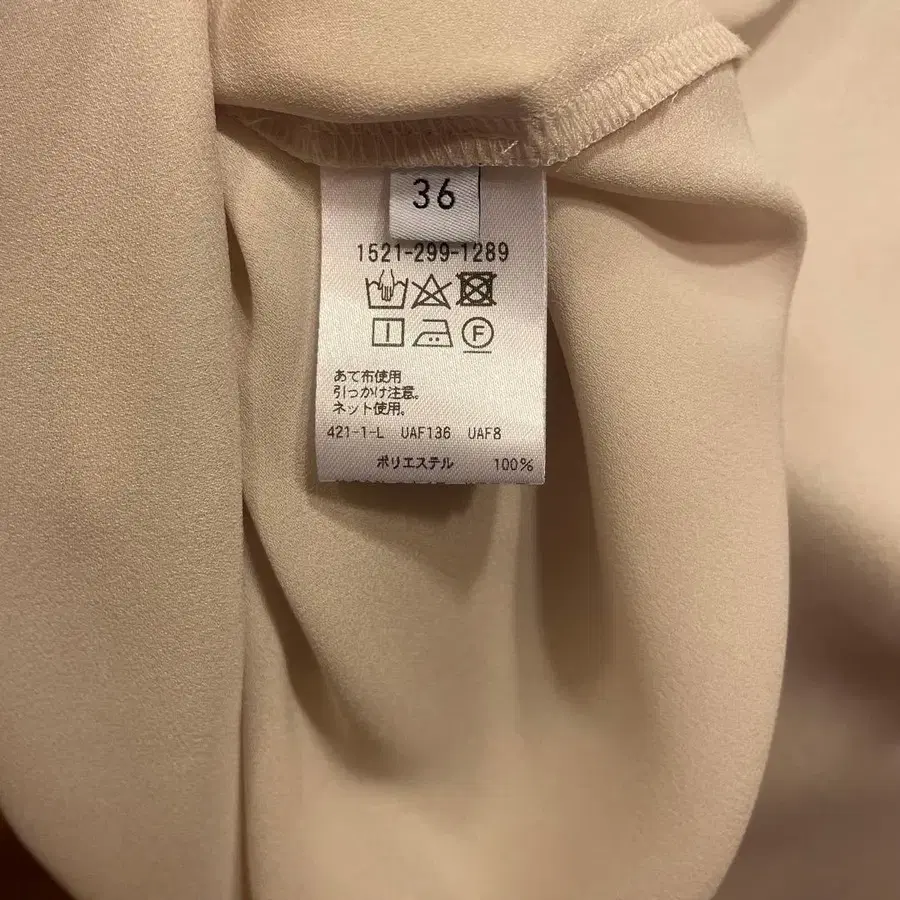 36
1521-299-1289
F
あて布使用
引っかけ注意。
ネット使用。
421-1-L UAF136 UAF8
ポリエステル 100%